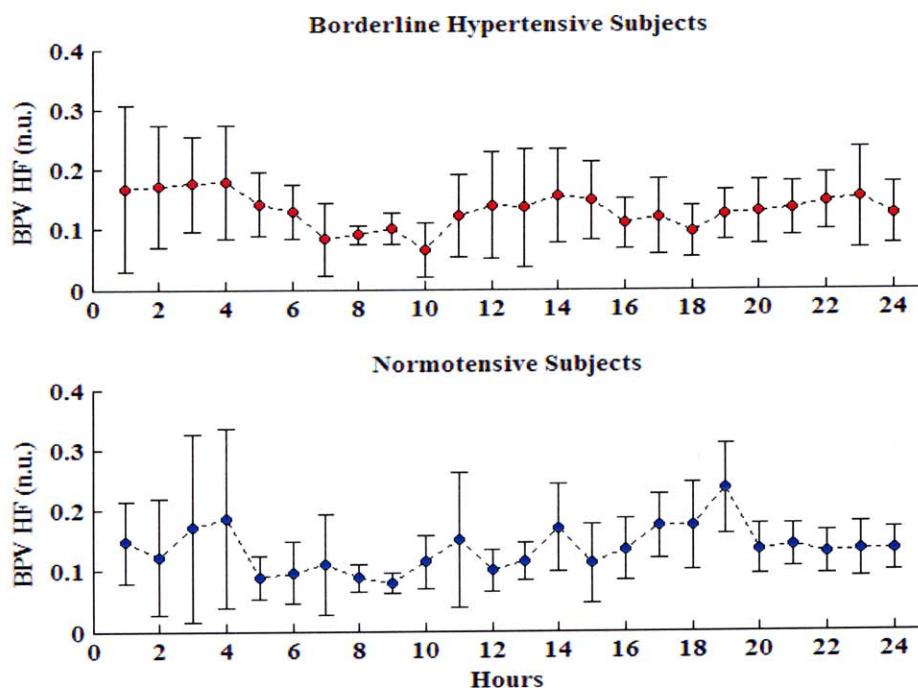 Borderline Hypertensive Subjects
BPV HF (n.u.)
0.4
0.3
0.2
0.1
0
0 2 4 6 8 10 12 14 16 18 20 22 24
Normotensive Subjects
BPV HF (n.u.)
0.4
0.3
0.2
0.1
0
0 2 4 6 8 10 12 14 16 18 20 22 24
Hours